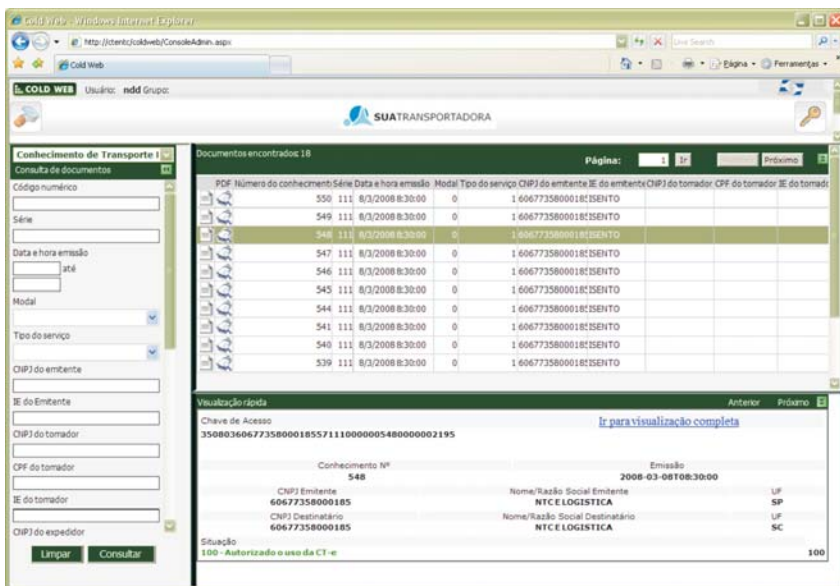 Cold Web - Windows Internet Explorer
http://ctentc/coldweb/ConsoleAdmin.aspx
Live Search
Cold Web
Página
Ferramentas
COLD WEB Usuário: ndd Grupo:
SUATRANSPORTADORA
Conhecimento de Transporte
Consulta de documentos
Código numérico
Série
Data e hora emissão
até
Modal
Tipo do serviço
CNPJ do emitente
IE do Emitente
CNPJ do tomador
CPF do tomador
IE do tomador
CNPJ do expedidor
Limpar Consultar
Documentos encontrados: 18
Página: 1 Ir Próximo
PDF Número do conhecimento Série Data e hora emissão Modal Tipo do serviço CNPJ do emitente IE do emitente CNPJ do tomador CPF do tomador IE do tomado
550 111 8/3/2008 8:30:00 0 1 6067735800018 ISENTO
549 111 8/3/2008 8:30:00 0 1 6067735800018 ISENTO
548 111 8/3/2008 8:30:00 0 1 6067735800018 ISENTO
547 111 8/3/2008 8:30:00 0 1 6067735800018 ISENTO
546 111 8/3/2008 8:30:00 0 1 6067735800018 ISENTO
545 111 8/3/2008 8:30:00 0 1 6067735800018 ISENTO
544 111 8/3/2008 8:30:00 0 1 6067735800018 ISENTO
541 111 8/3/2008 8:30:00 0 1 6067735800018 ISENTO
540 111 8/3/2008 8:30:00 0 1 6067735800018 ISENTO
539 111 8/3/2008 8:30:00 0 1 6067735800018 ISENTO
Visualização rápida Anterior Próximo
Chave de Acesso Ir para visualização completa
35080360677358000185571110000005480000002195
Conhecimento Nº Emissão
548 2008-03-08T08:30:00
CNPJ Emitente Nome/Razão Social Emitente UF
60677358000185 NTCELOGISTICA SP
CNPJ Destinatário Nome/Razão Social Destinatário UF
60677358000185 NTCELOGISTICA SC
Situação
100 - Autorizado o uso da CT-e 100